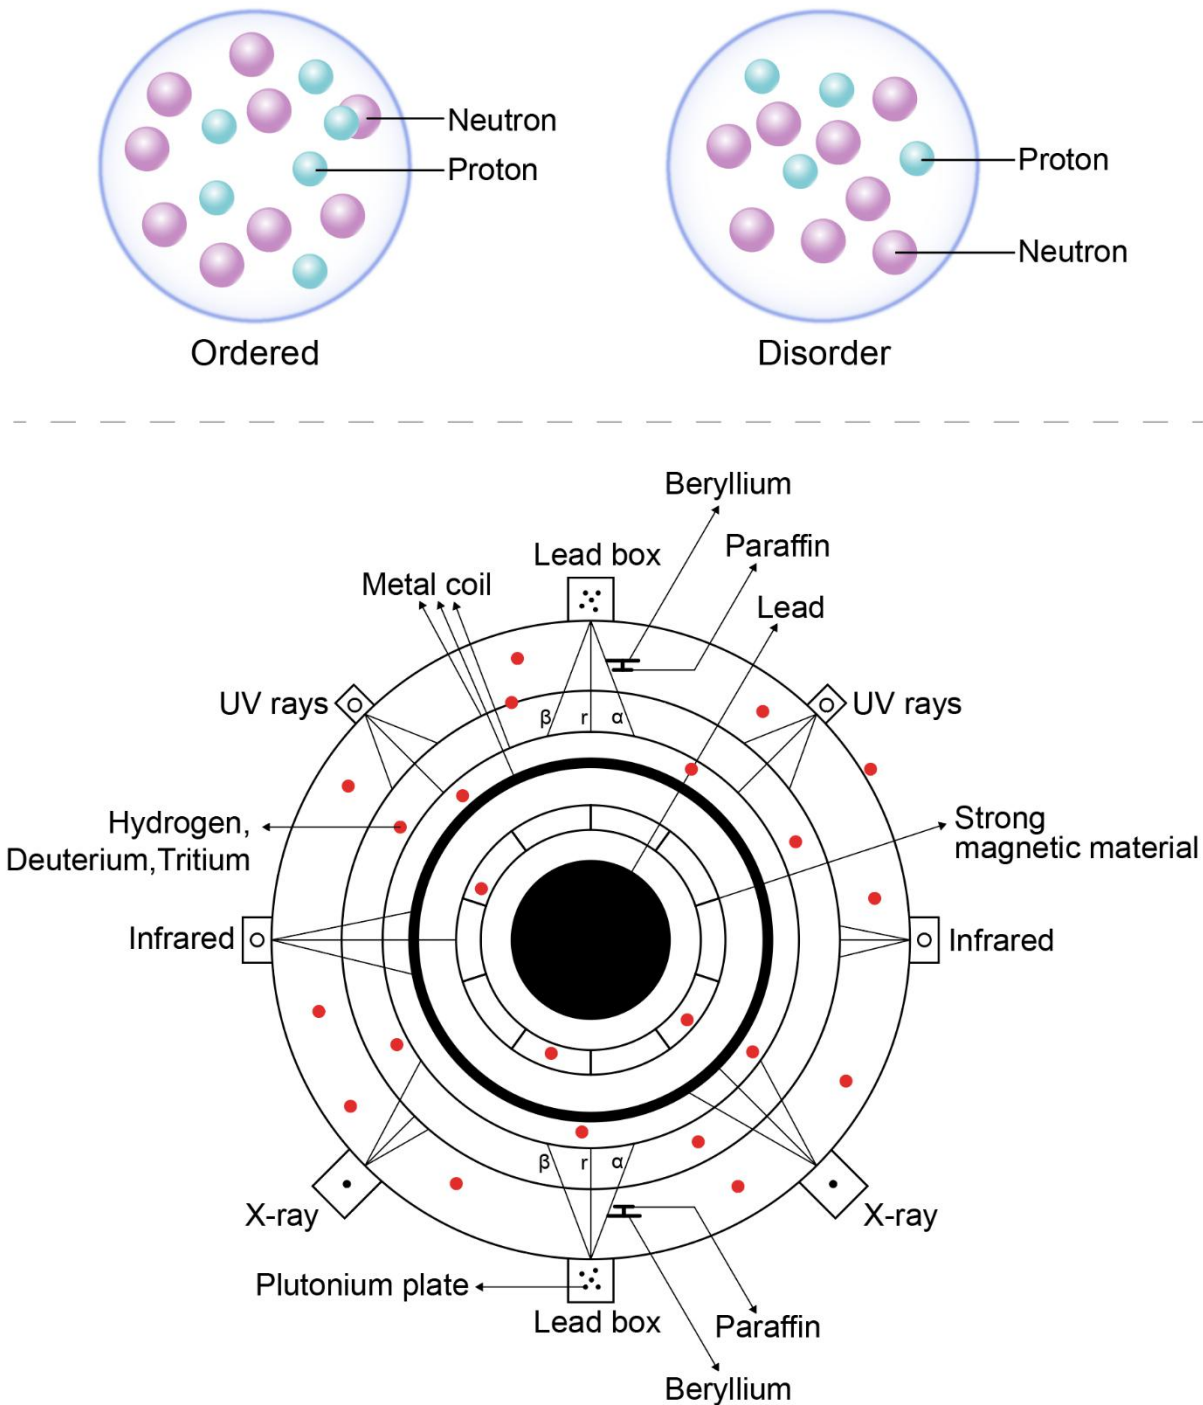 Neutron
Proton
Ordered
Proton
Neutron
Disorder
Beryllium
Paraffin
Lead box
Metal coil
Lead
UV rays
UV rays
β r α
Hydrogen,
Deuterium,Tritium
Strong
magnetic material
Infrared
Infrared
β r α
X-ray
X-ray
Plutonium plate
Lead box
Paraffin
Beryllium